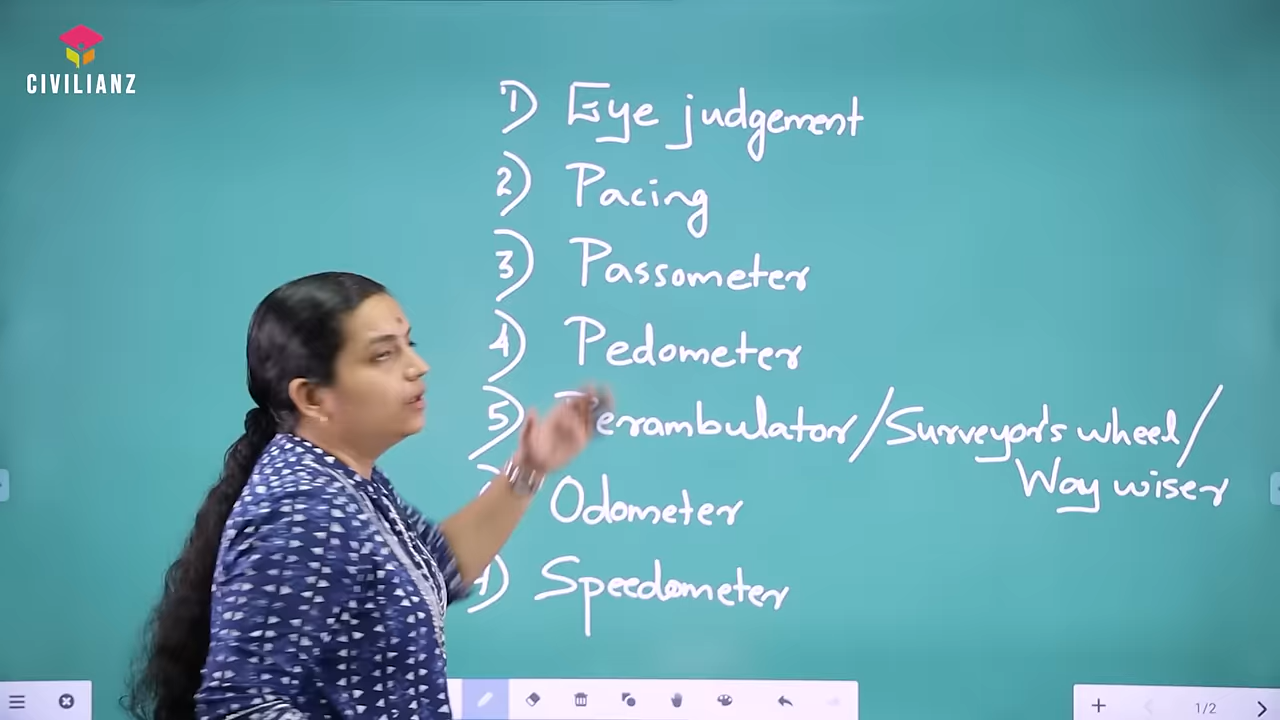 CIVILIANZ
1) Eye judgement
2) Pacing
3) Passometer
4) Pedometer
5) Perambulator/Surveyor's wheel/
Way wiser
Odometer
Speedometer
1/2